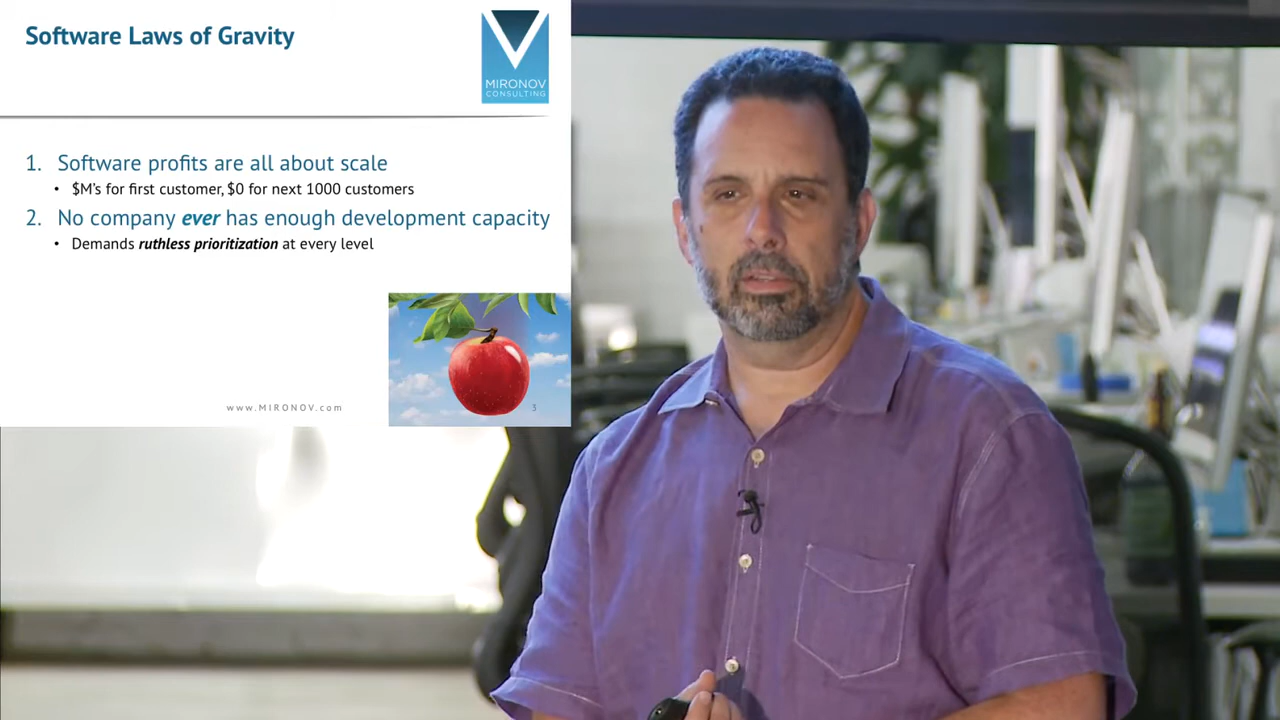 Software Laws of Gravity
MIRONOV
CONSULTING
1. Software profits are all about scale
• $M's for first customer, $0 for next 1000 customers
2. No company ever has enough development capacity
• Demands ruthless prioritization at every level
www.MIRONOV.com
3